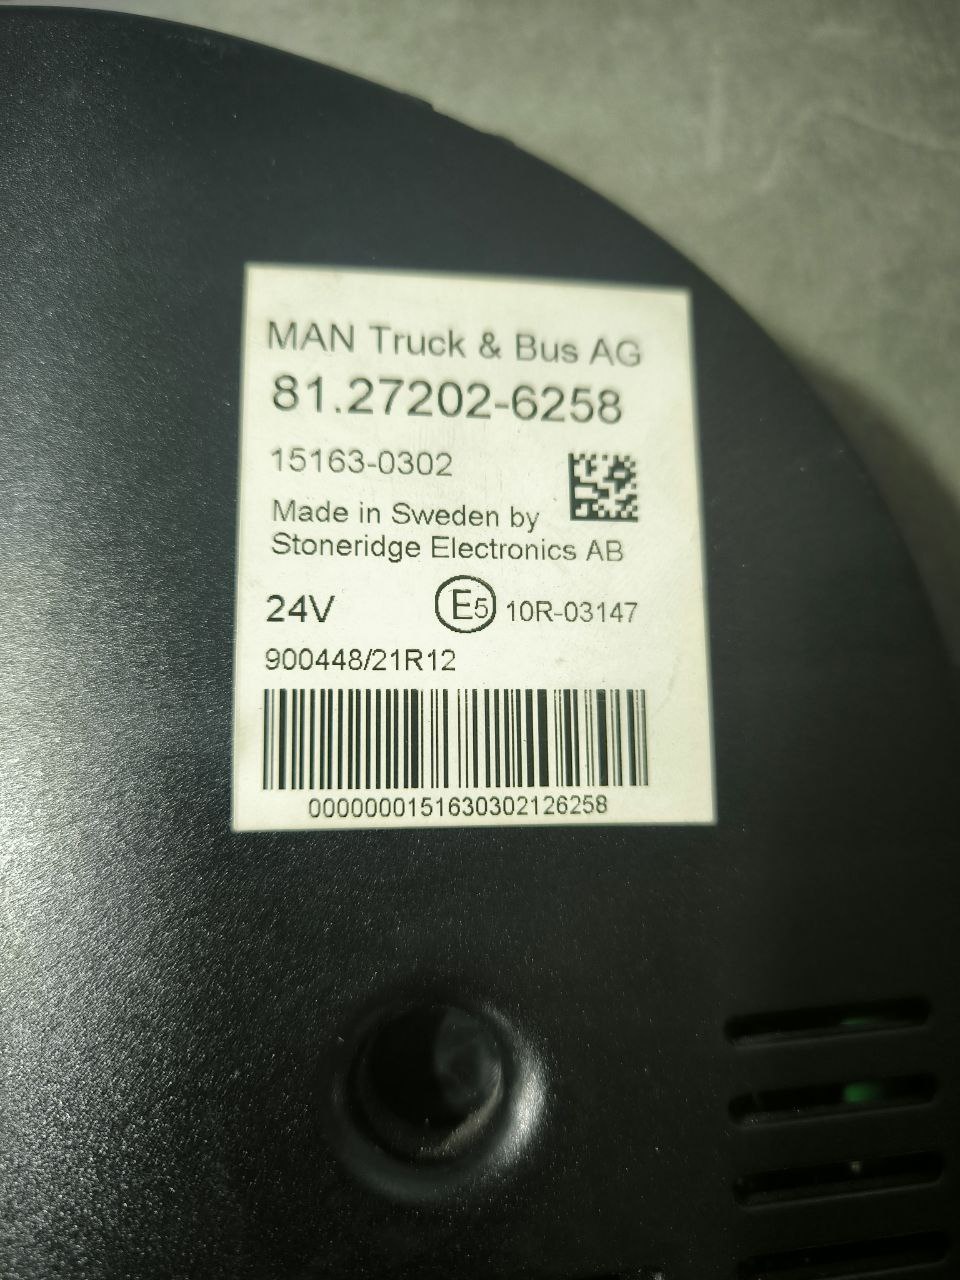 MAN Truck & Bus AG
81.27202-6258
15163-0302
Made in Sweden by
Stoneridge Electronics AB
24V E5 10R-03147
900448/21R12
0000000151630302126258